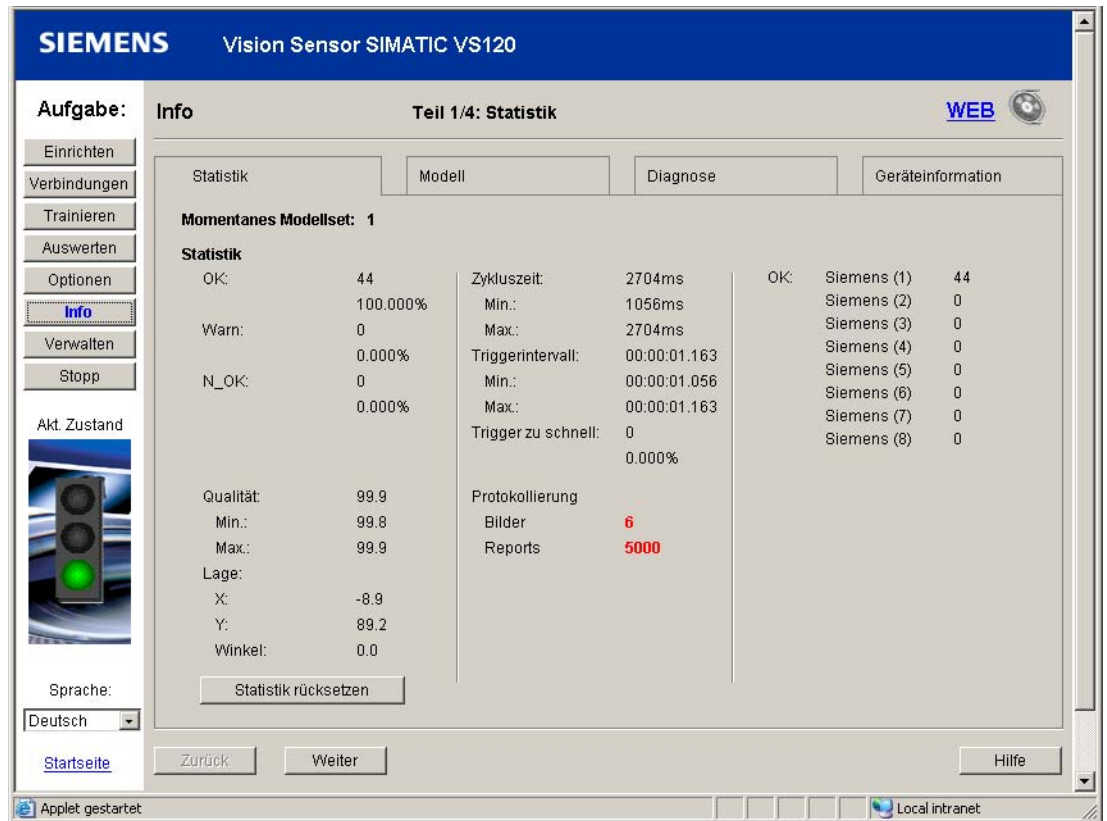 SIEMENS Vision Sensor SIMATIC VS120
Aufgabe:
Einrichten
Verbindungen
Trainieren
Auswerten
Optionen
Info
Verwalten
Stopp
Akt. Zustand
Sprache:
Deutsch
Startseite
Info Teil 1/4: Statistik WEB
Statistik Modell Diagnose Geräteinformation
Momentanes Modellset: 1
Statistik
OK: 44
100.000%
Warn: 0
0.000%
N_OK: 0
0.000%
Qualität: 99.9
Min.: 99.8
Max.: 99.9
Lage:
X: -8.9
Y: 89.2
Winkel: 0.0
Statistik rücksetzen
Zykluszeit: 2704ms
Min.: 1056ms
Max.: 2704ms
Triggerintervall: 00:00:01.163
Min.: 00:00:01.056
Max.: 00:00:01.163
Trigger zu schnell: 0
0.000%
Protokollierung
Bilder 6
Reports 5000
OK: Siemens (1) 44
Siemens (2) 0
Siemens (3) 0
Siemens (4) 0
Siemens (5) 0
Siemens (6) 0
Siemens (7) 0
Siemens (8) 0
Zurück Weiter Hilfe
Applet gestartet Local intranet